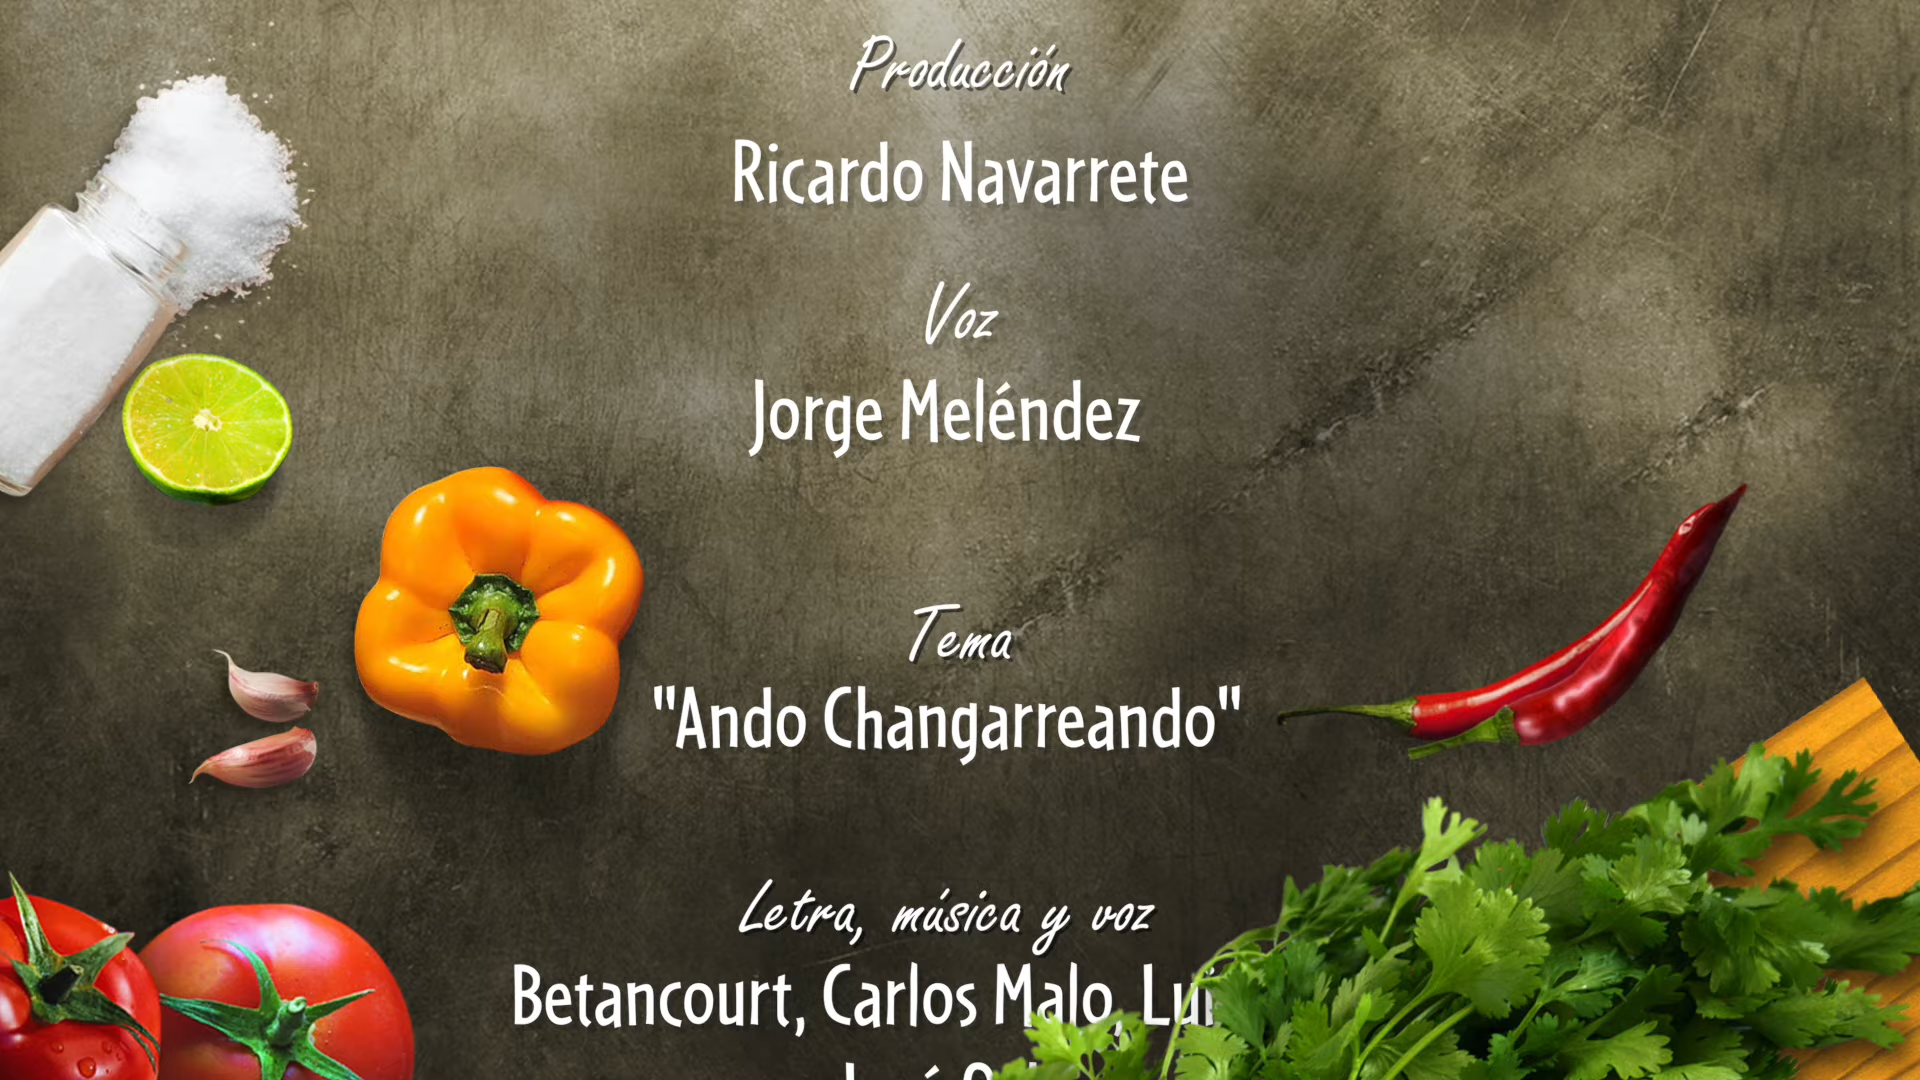 Producción
Ricardo Navarrete
Voz
Jorge Meléndez
Tema
"Ando Changarreando"
Letra, música y voz
Betancourt, Carlos Malo,